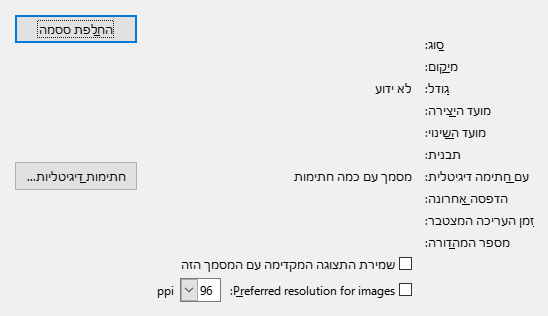 החלפת ססמה
סוג:
מיקום:
גודל: לא ידוע
מועד היצירה:
מועד השינוי:
תבנית:
עם חתימה דיגיטלית: מסמך עם כמה חתימות חתימות דיגיטליות...
הדפסה אחרונה:
זמן העריכה המצטבר:
מספר המהדורה:
שמירת התצוגה המקדימה עם המסמך הזה
Preferred resolution for images: 96 ppi